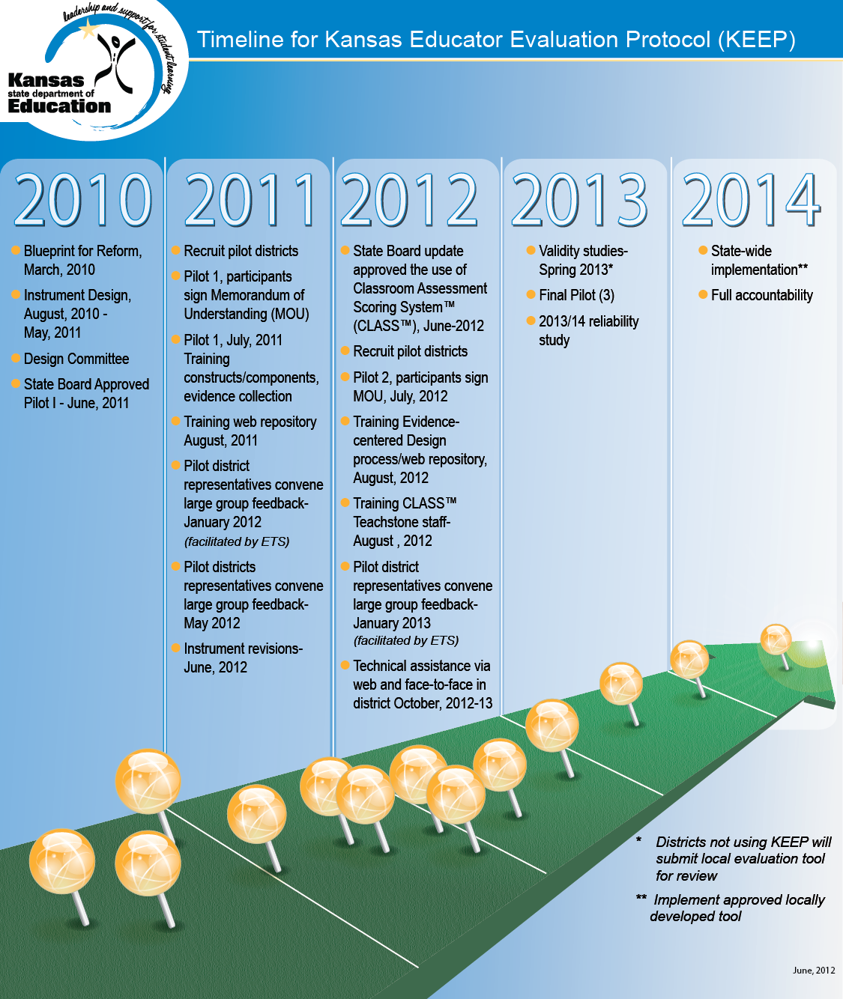 leadership and support for student learning
Kansas
state department of
Education
Timeline for Kansas Educator Evaluation Protocol (KEEP)
2010
Blueprint for Reform,
March, 2010
Instrument Design,
August, 2010 -
May, 2011
Design Committee
State Board Approved
Pilot I - June, 2011
2011
Recruit pilot districts
Pilot 1, participants
sign Memorandum of
Understanding (MOU)
Pilot 1, July, 2011
Training
constructs/components,
evidence collection
Training web repository
August, 2011
Pilot district
representatives convene
large group feedback-
January 2012
(facilitated by ETS)
Pilot districts
representatives convene
large group feedback-
May 2012
Instrument revisions-
June, 2012
2012
State Board update
approved the use of
Classroom Assessment
Scoring System™
(CLASS™), June-2012
Recruit pilot districts
Pilot 2, participants sign
MOU, July, 2012
Training Evidence-
centered Design
process/web repository,
August, 2012
Training CLASS™
Teachstone staff-
August , 2012
Pilot district
representatives convene
large group feedback-
January 2013
(facilitated by ETS)
Technical assistance via
web and face-to-face in
district October, 2012-13
2013
Validity studies-
Spring 2013*
Final Pilot (3)
2013/14 reliability
study
2014
State-wide
implementation**
Full accountability
* Districts not using KEEP will
submit local evaluation tool
for review
** Implement approved locally
developed tool
June, 2012